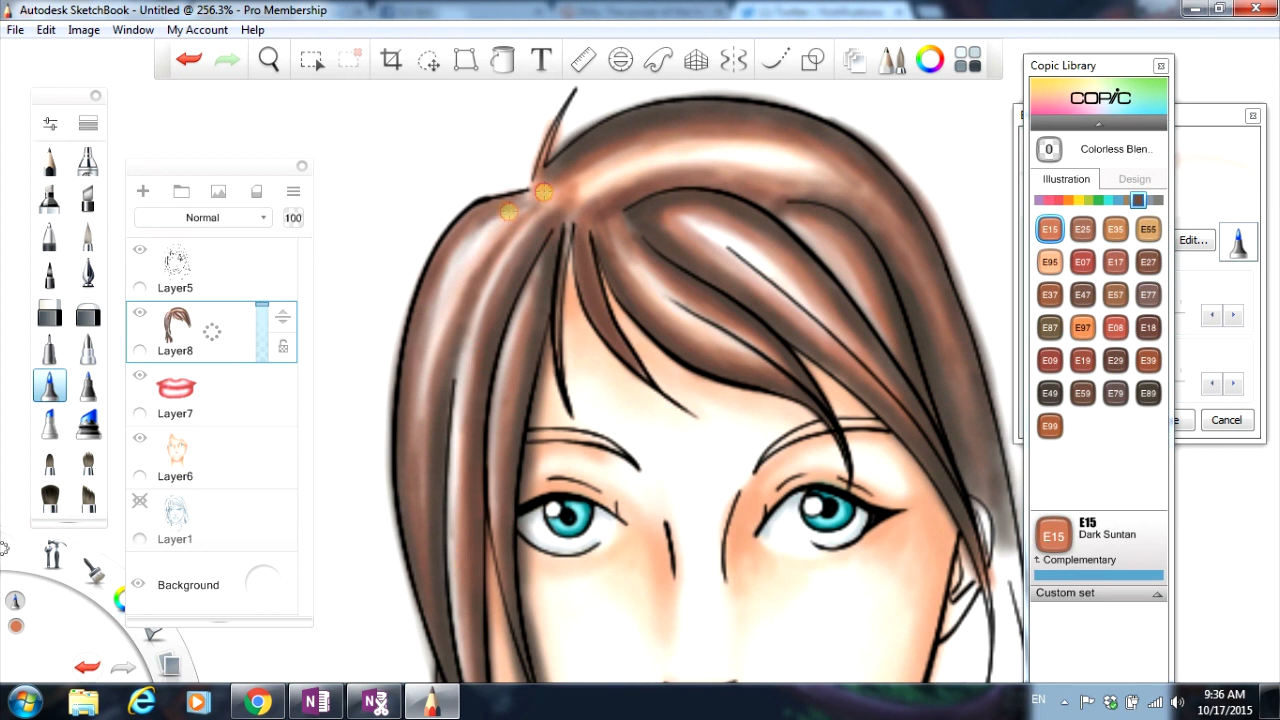 Autodesk SketchBook - Untitled @ 256.3% - Pro Membership
File Edit Image Window My Account Help
T
Copic Library
COPIC
0 Colorless Blen..
Illustration Design
E15 E25 E35 E55
E95 E07 E17 E27
E37 E47 E57 E77
E87 E97 E08 E18
E09 E19 E29 E39
E49 E59 E79 E89
E99
E15
E15
Dark Suntan
Complementary
Custom set
Edit...
Cancel
Normal 100
Layer5
Layer8
Layer7
Layer6
Layer1
Background
EN
9:36 AM
10/17/2015